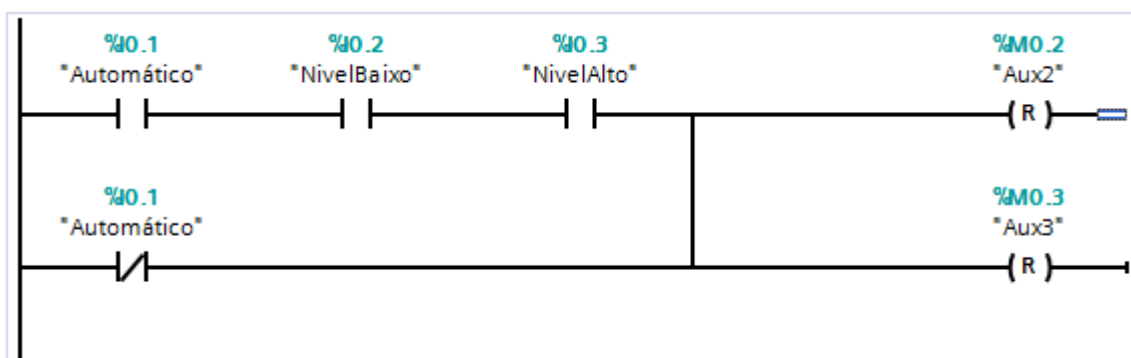 %I0.1 %I0.2 %I0.3 %M0.2
"Automático" "NivelBaixo" "NivelAlto" "Aux2"
R
%I0.1 %M0.3
"Automático" "Aux3"
R